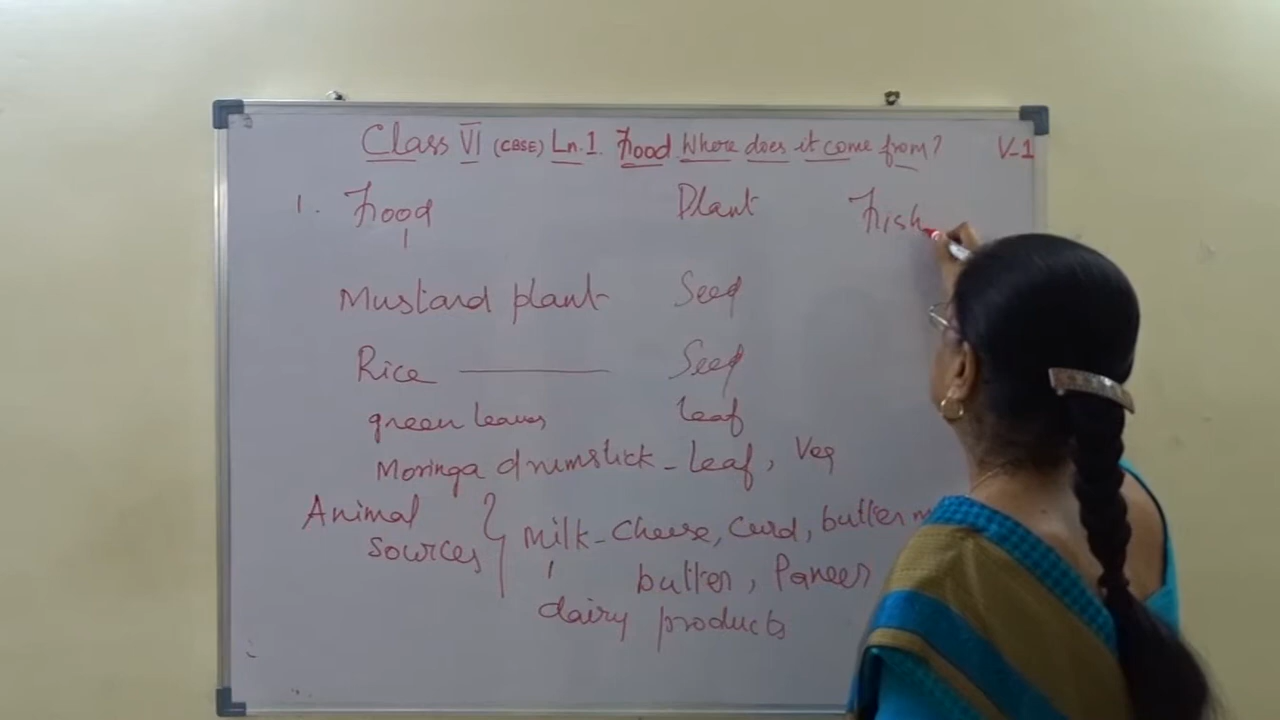 Class VI (CBSE) Ln.1. Food Where does it come from? V-1
1. Food Plant Fish
Mustard plant Seed
Rice Seed
green leaves leaf
Moringa drumstick - Leaf, Veg
Animal sources
milk - Cheese, Curd, butter m
butter, Paneer
dairy products